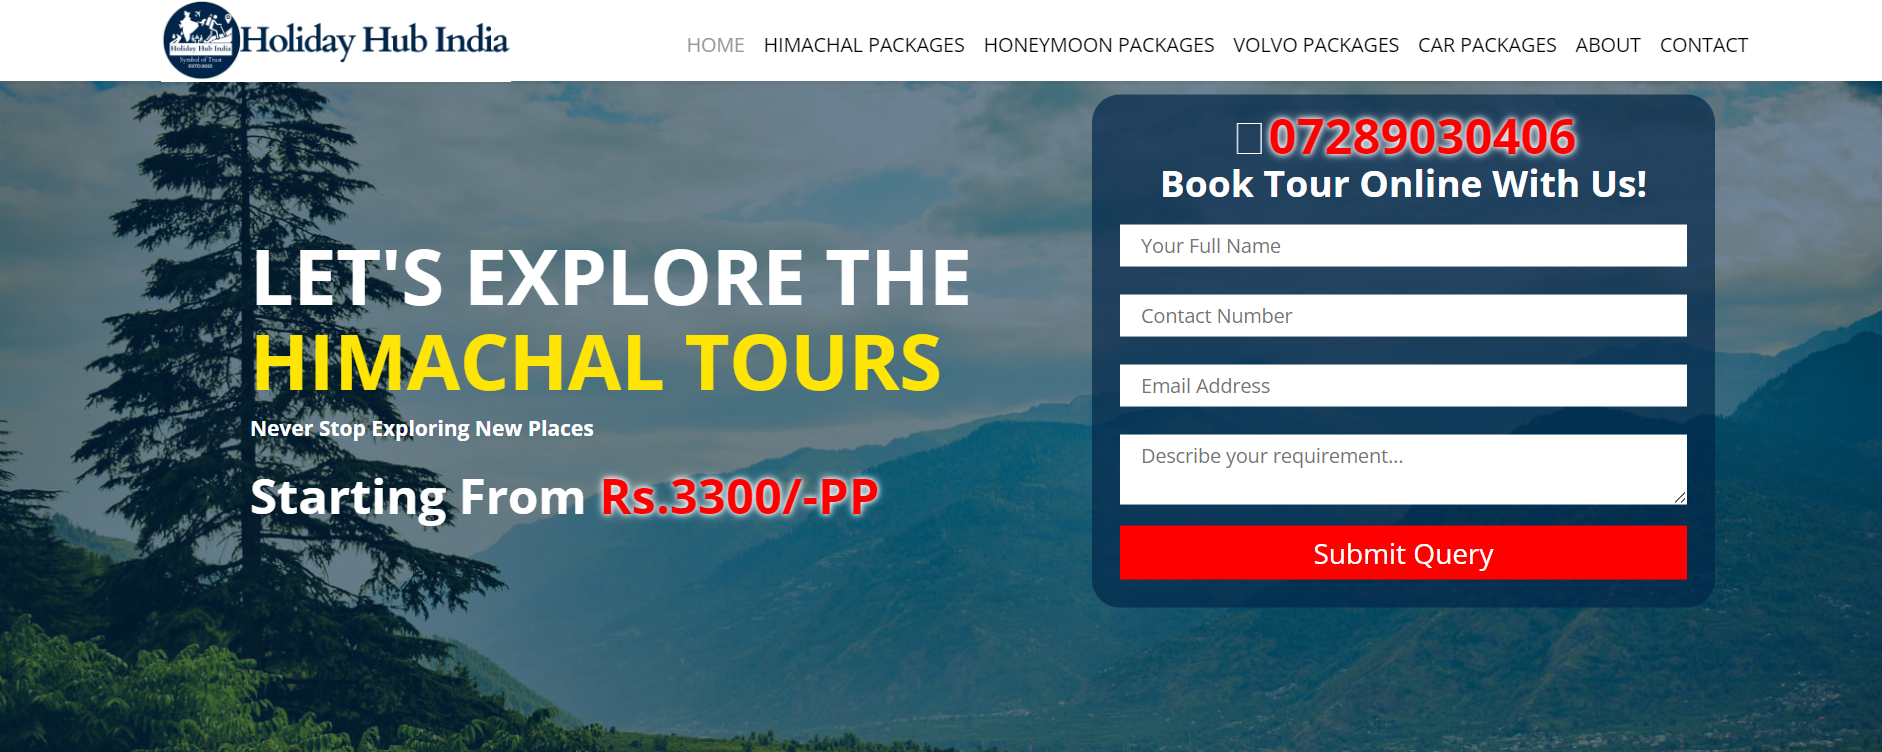 Holiday Hub India
Symbol of Trust
ESTD 2023
Holiday Hub India
HOME HIMACHAL PACKAGES HONEYMOON PACKAGES VOLVO PACKAGES CAR PACKAGES ABOUT CONTACT
LET'S EXPLORE THE
HIMACHAL TOURS
Never Stop Exploring New Places
Starting From Rs.3300/-PP
07289030406
Book Tour Online With Us!
Your Full Name
Contact Number
Email Address
Describe your requirement...
Submit Query